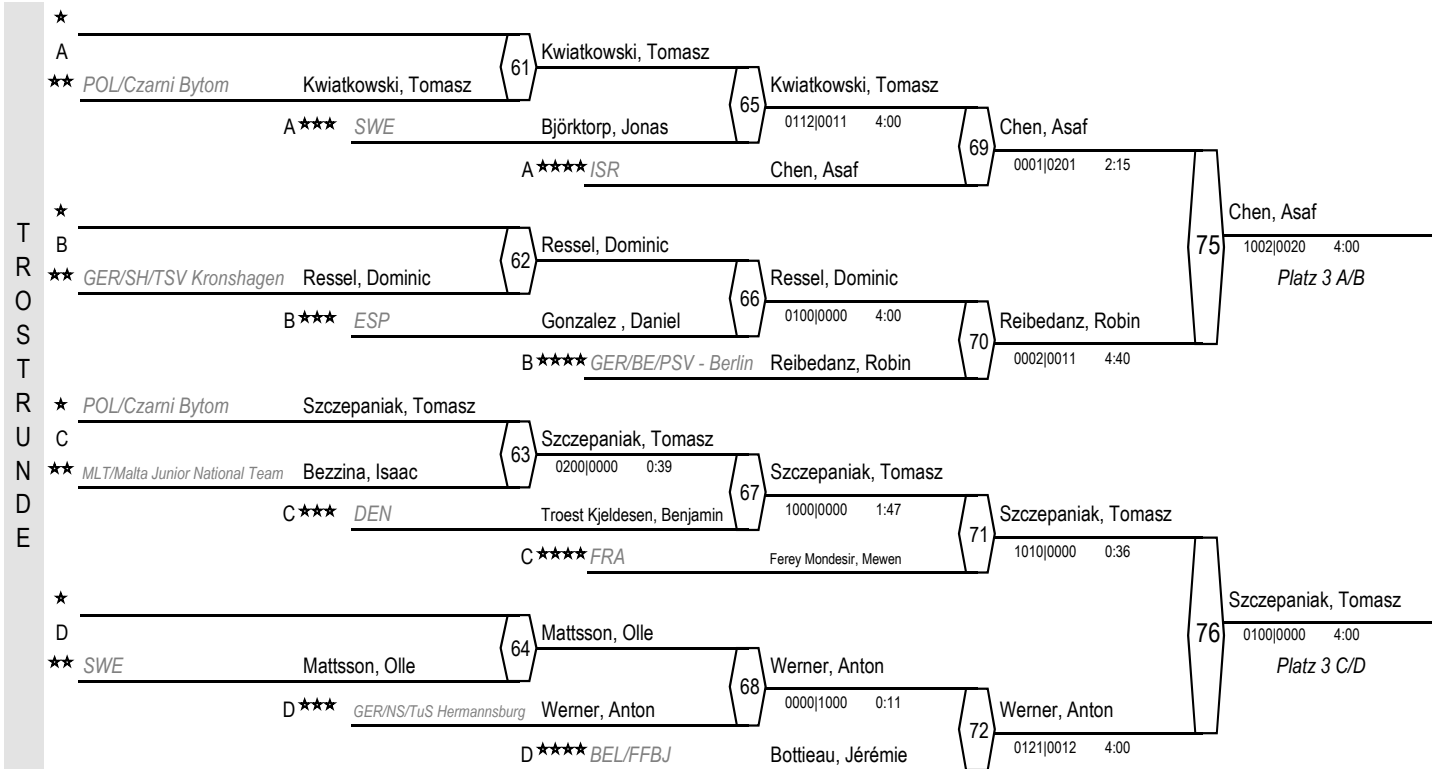 TROSTRUNDE
★
A
★★ POL/Czarni Bytom Kwiatkowski, Tomasz
61
Kwiatkowski, Tomasz
A ★★★ SWE Björktorp, Jonas
65
Kwiatkowski, Tomasz
0112|0011 4:00
A ★★★★ ISR Chen, Asaf
69
Chen, Asaf
0001|0201 2:15
★
B
★★ GER/SH/TSV Kronshagen Ressel, Dominic
62
Ressel, Dominic
B ★★★ ESP Gonzalez , Daniel
66
Ressel, Dominic
0100|0000 4:00
B ★★★★ GER/BE/PSV - Berlin Reibedanz, Robin
70
Reibedanz, Robin
0002|0011 4:40
75
Chen, Asaf
1002|0020 4:00
Platz 3 A/B
★ POL/Czarni Bytom Szczepaniak, Tomasz
C
★★ MLT/Malta Junior National Team Bezzina, Isaac
63
Szczepaniak, Tomasz
0200|0000 0:39
C ★★★ DEN Troest Kjeldesen, Benjamin
67
Szczepaniak, Tomasz
1000|0000 1:47
C ★★★★ FRA Ferey Mondesir, Mewen
71
Szczepaniak, Tomasz
1010|0000 0:36
★
D
★★ SWE Mattsson, Olle
64
Mattsson, Olle
D ★★★ GER/NS/TuS Hermannsburg Werner, Anton
68
Werner, Anton
0000|1000 0:11
D ★★★★ BEL/FFBJ Bottieau, Jérémie
72
Werner, Anton
0121|0012 4:00
76
Szczepaniak, Tomasz
0100|0000 4:00
Platz 3 C/D